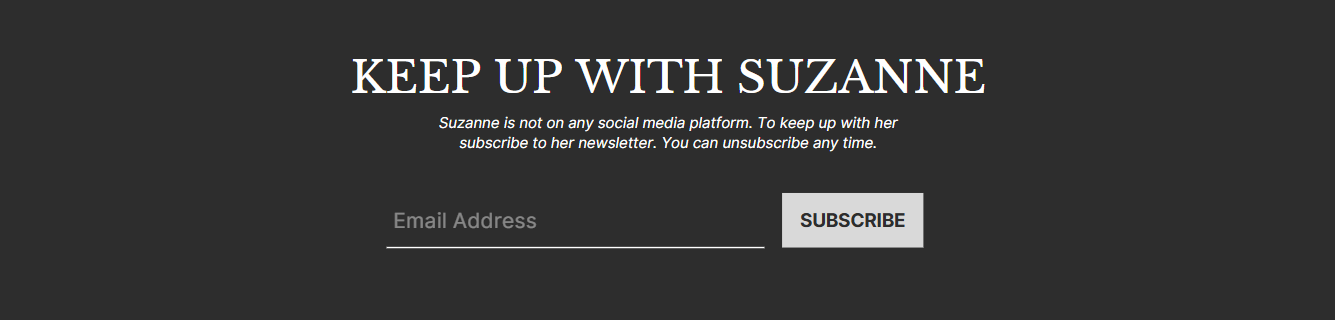 KEEP UP WITH SUZANNE
Suzanne is not on any social media platform. To keep up with her
subscribe to her newsletter. You can unsubscribe any time.
Email Address
SUBSCRIBE